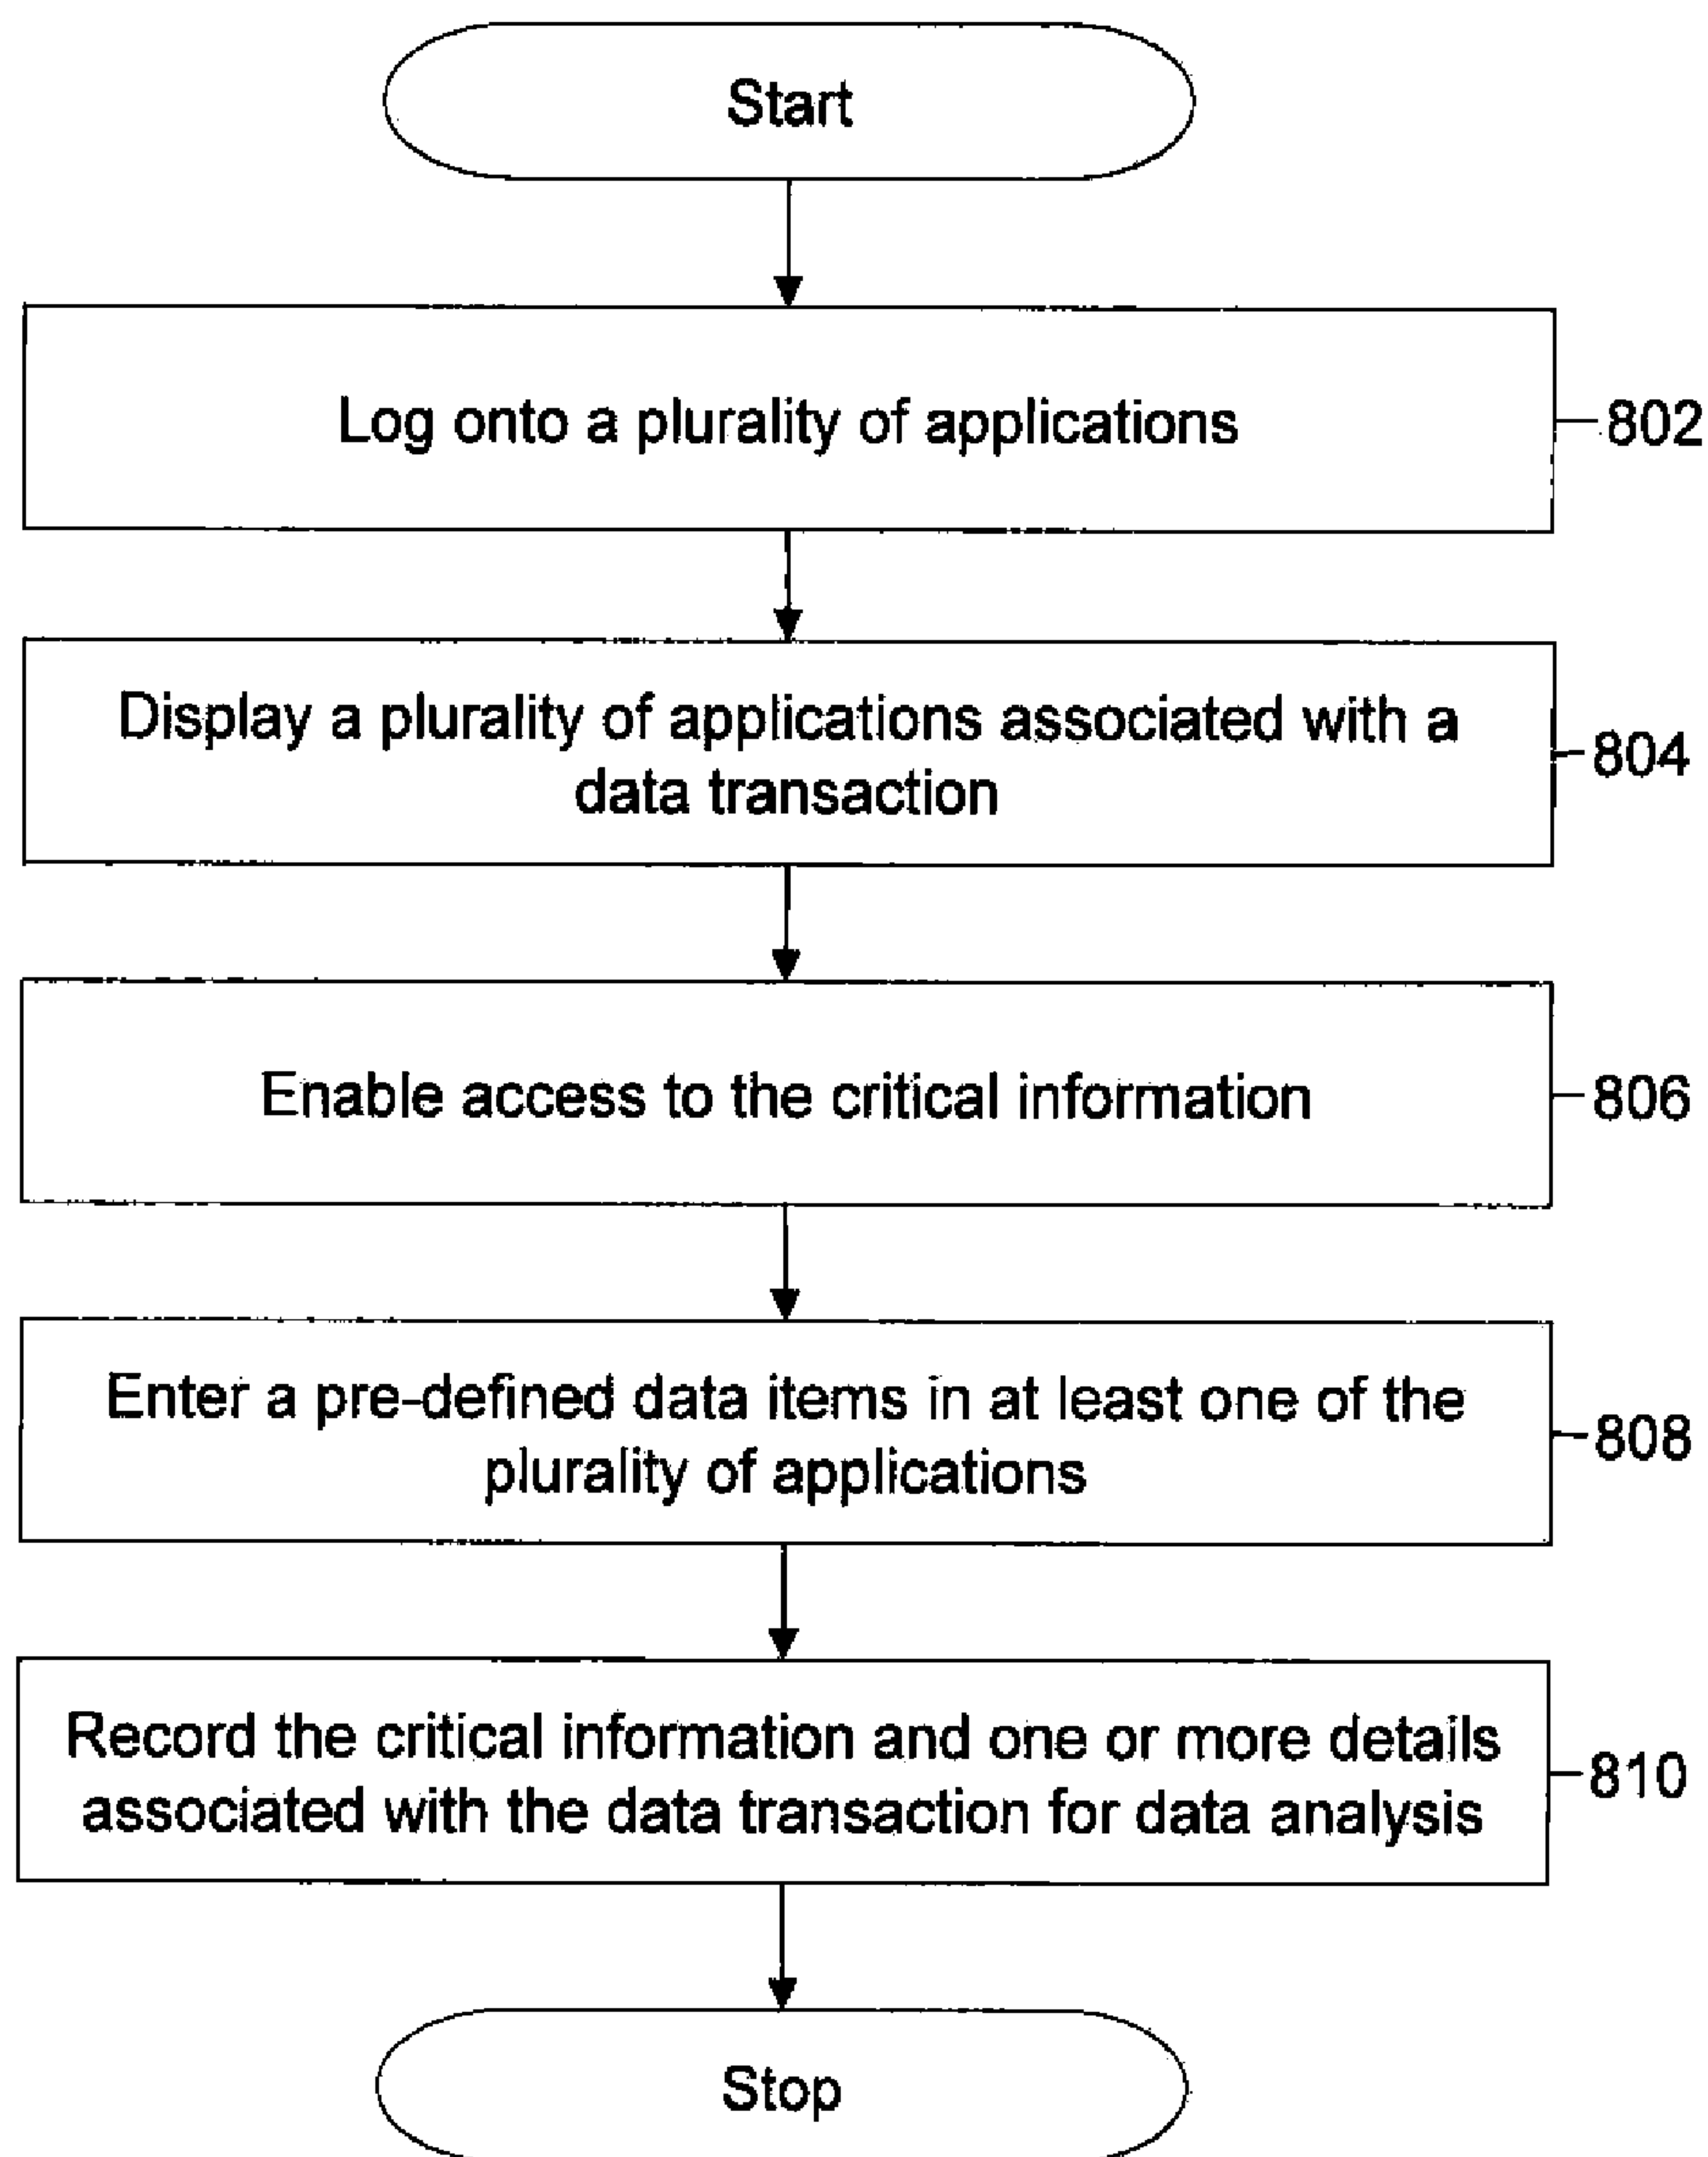 Start
Log onto a plurality of applications
802
Display a plurality of applications associated with a
data transaction
804
Enable access to the critical information
806
Enter a pre-defined data items in at least one of the
plurality of applications
808
Record the critical information and one or more details
associated with the data transaction for data analysis
810
Stop